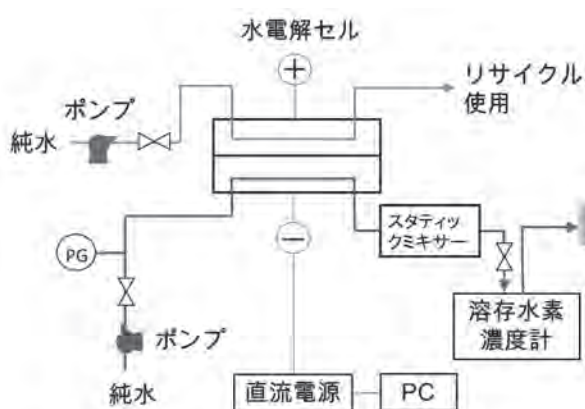 水電解セル
+
リサイクル
使用
ポンプ
純水
−
スタティッ
クミキサー
PG
溶存水素
濃度計
ポンプ
純水
直流電源
PC